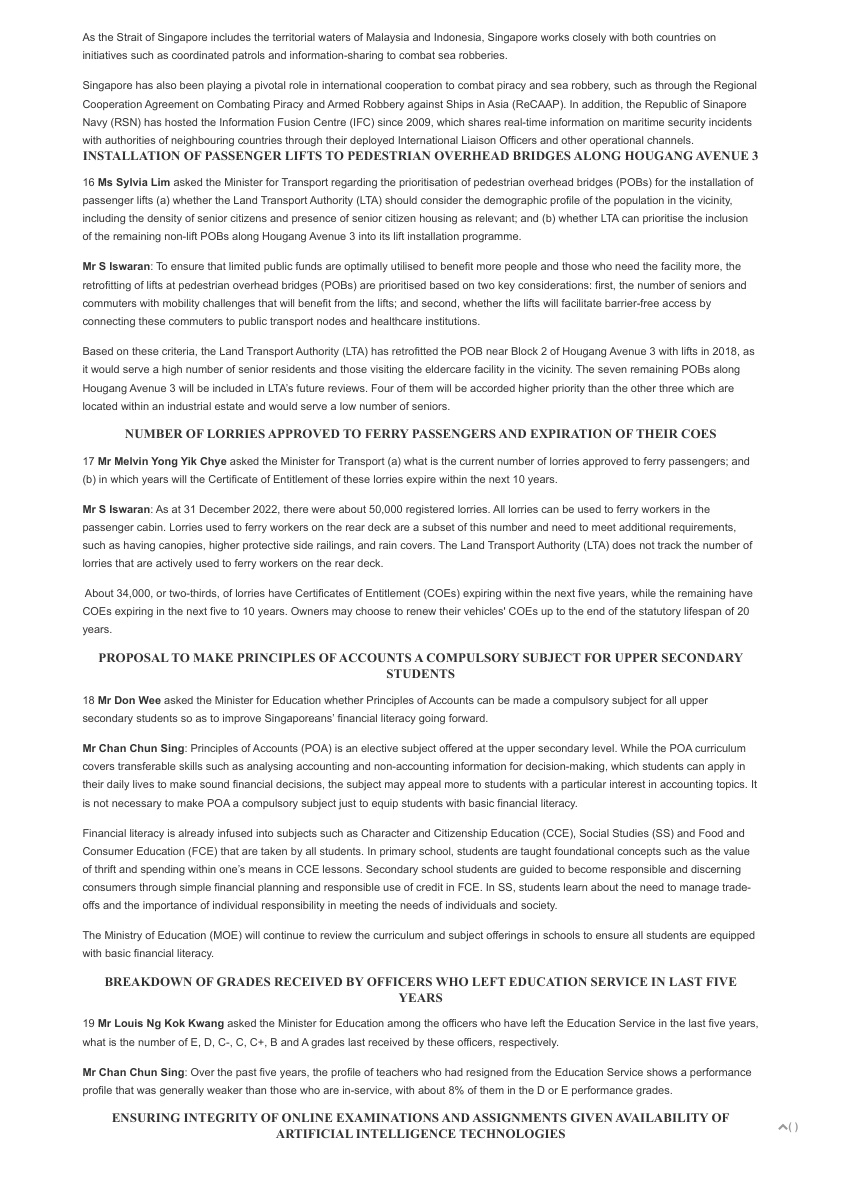 As the Strait of Singapore includes the territorial waters of Malaysia and Indonesia, Singapore works closely with both countries on
initiatives such as coordinated patrols and information-sharing to combat sea robberies.
Singapore has also been playing a pivotal role in international cooperation to combat piracy and sea robbery, such as through the Regional
Cooperation Agreement on Combating Piracy and Armed Robbery against Ships in Asia (ReCAAP). In addition, the Republic of Sinapore
Navy (RSN) has hosted the Information Fusion Centre (IFC) since 2009, which shares real-time information on maritime security incidents
with authorities of neighbouring countries through their deployed International Liaison Officers and other operational channels.
INSTALLATION OF PASSENGER LIFTS TO PEDESTRIAN OVERHEAD BRIDGES ALONG HOUGANG AVENUE 3
16 Ms Sylvia Lim asked the Minister for Transport regarding the prioritisation of pedestrian overhead bridges (POBs) for the installation of
passenger lifts (a) whether the Land Transport Authority (LTA) should consider the demographic profile of the population in the vicinity,
including the density of senior citizens and presence of senior citizen housing as relevant; and (b) whether LTA can prioritise the inclusion
of the remaining non-lift POBs along Hougang Avenue 3 into its lift installation programme.
Mr S Iswaran: To ensure that limited public funds are optimally utilised to benefit more people and those who need the facility more, the
retrofitting of lifts at pedestrian overhead bridges (POBs) are prioritised based on two key considerations: first, the number of seniors and
commuters with mobility challenges that will benefit from the lifts; and second, whether the lifts will facilitate barrier-free access by
connecting these commuters to public transport nodes and healthcare institutions.
Based on these criteria, the Land Transport Authority (LTA) has retrofitted the POB near Block 2 of Hougang Avenue 3 with lifts in 2018, as
it would serve a high number of senior residents and those visiting the eldercare facility in the vicinity. The seven remaining POBs along
Hougang Avenue 3 will be included in LTA's future reviews. Four of them will be accorded higher priority than the other three which are
located within an industrial estate and would serve a low number of seniors.
NUMBER OF LORRIES APPROVED TO FERRY PASSENGERS AND EXPIRATION OF THEIR COES
17 Mr Melvin Yong Yik Chye asked the Minister for Transport (a) what is the current number of lorries approved to ferry passengers; and
(b) in which years will the Certificate of Entitlement of these lorries expire within the next 10 years.
Mr S Iswaran: As at 31 December 2022, there were about 50,000 registered lorries. All lorries can be used to ferry workers in the
passenger cabin. Lorries used to ferry workers on the rear deck are a subset of this number and need to meet additional requirements,
such as having canopies, higher protective side railings, and rain covers. The Land Transport Authority (LTA) does not track the number of
lorries that are actively used to ferry workers on the rear deck.
About 34,000, or two-thirds, of lorries have Certificates of Entitlement (COEs) expiring within the next five years, while the remaining have
COEs expiring in the next five to 10 years. Owners may choose to renew their vehicles' COEs up to the end of the statutory lifespan of 20
years.
PROPOSAL TO MAKE PRINCIPLES OF ACCOUNTS A COMPULSORY SUBJECT FOR UPPER SECONDARY
STUDENTS
18 Mr Don Wee asked the Minister for Education whether Principles of Accounts can be made a compulsory subject for all upper
secondary students so as to improve Singaporeans' financial literacy going forward.
Mr Chan Chun Sing: Principles of Accounts (POA) is an elective subject offered at the upper secondary level. While the POA curriculum
covers transferable skills such as analysing accounting and non-accounting information for decision-making, which students can apply in
their daily lives to make sound financial decisions, the subject may appeal more to students with a particular interest in accounting topics. It
is not necessary to make POA a compulsory subject just to equip students with basic financial literacy.
Financial literacy is already infused into subjects such as Character and Citizenship Education (CCE), Social Studies (SS) and Food and
Consumer Education (FCE) that are taken by all students. In primary school, students are taught foundational concepts such as the value
of thrift and spending within one's means in CCE lessons. Secondary school students are guided to become responsible and discerning
consumers through simple financial planning and responsible use of credit in FCE. In SS, students learn about the need to manage trade-
offs and the importance of individual responsibility in meeting the needs of individuals and society.
The Ministry of Education (MOE) will continue to review the curriculum and subject offerings in schools to ensure all students are equipped
with basic financial literacy.
BREAKDOWN OF GRADES RECEIVED BY OFFICERS WHO LEFT EDUCATION SERVICE IN LAST FIVE
YEARS
19 Mr Louis Ng Kok Kwang asked the Minister for Education among the officers who have left the Education Service in the last five years,
what is the number of E, D, C-, C, C+, B and A grades last received by these officers, respectively.
Mr Chan Chun Sing: Over the past five years, the profile of teachers who had resigned from the Education Service shows a performance
profile that was generally weaker than those who are in-service, with about 8% of them in the D or E performance grades.
ENSURING INTEGRITY OF ONLINE EXAMINATIONS AND ASSIGNMENTS GIVEN AVAILABILITY OF
ARTIFICIAL INTELLIGENCE TECHNOLOGIES
( )